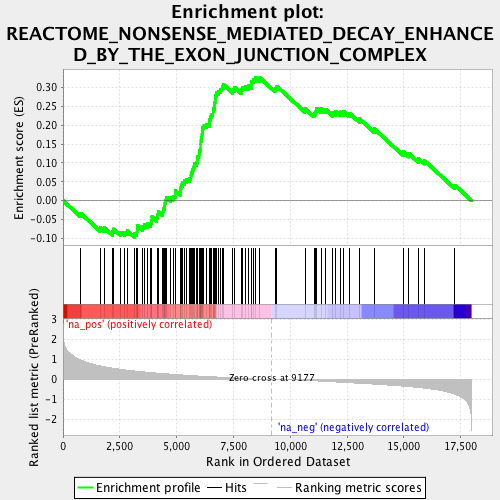 Enrichment plot:
REACTOME_NONSENSE_MEDIATED_DECAY_ENHANCE
D_BY_THE_EXON_JUNCTION_COMPLEX
Enrichment score (ES)
0.30
0.25
0.20
0.15
0.10
0.05
0.00
-0.05
-0.10
'na_pos' (positively correlated)
Ranked list metric (PreRanked)
3
2
1
0
-1
-2
Zero cross at 9177
'na_neg' (negatively correlated)
0
2,500
5,000
7,500
10,000
12,500
15,000
17,500
Rank in Ordered Dataset
Enrichment profile
Hits
Ranking metric scores